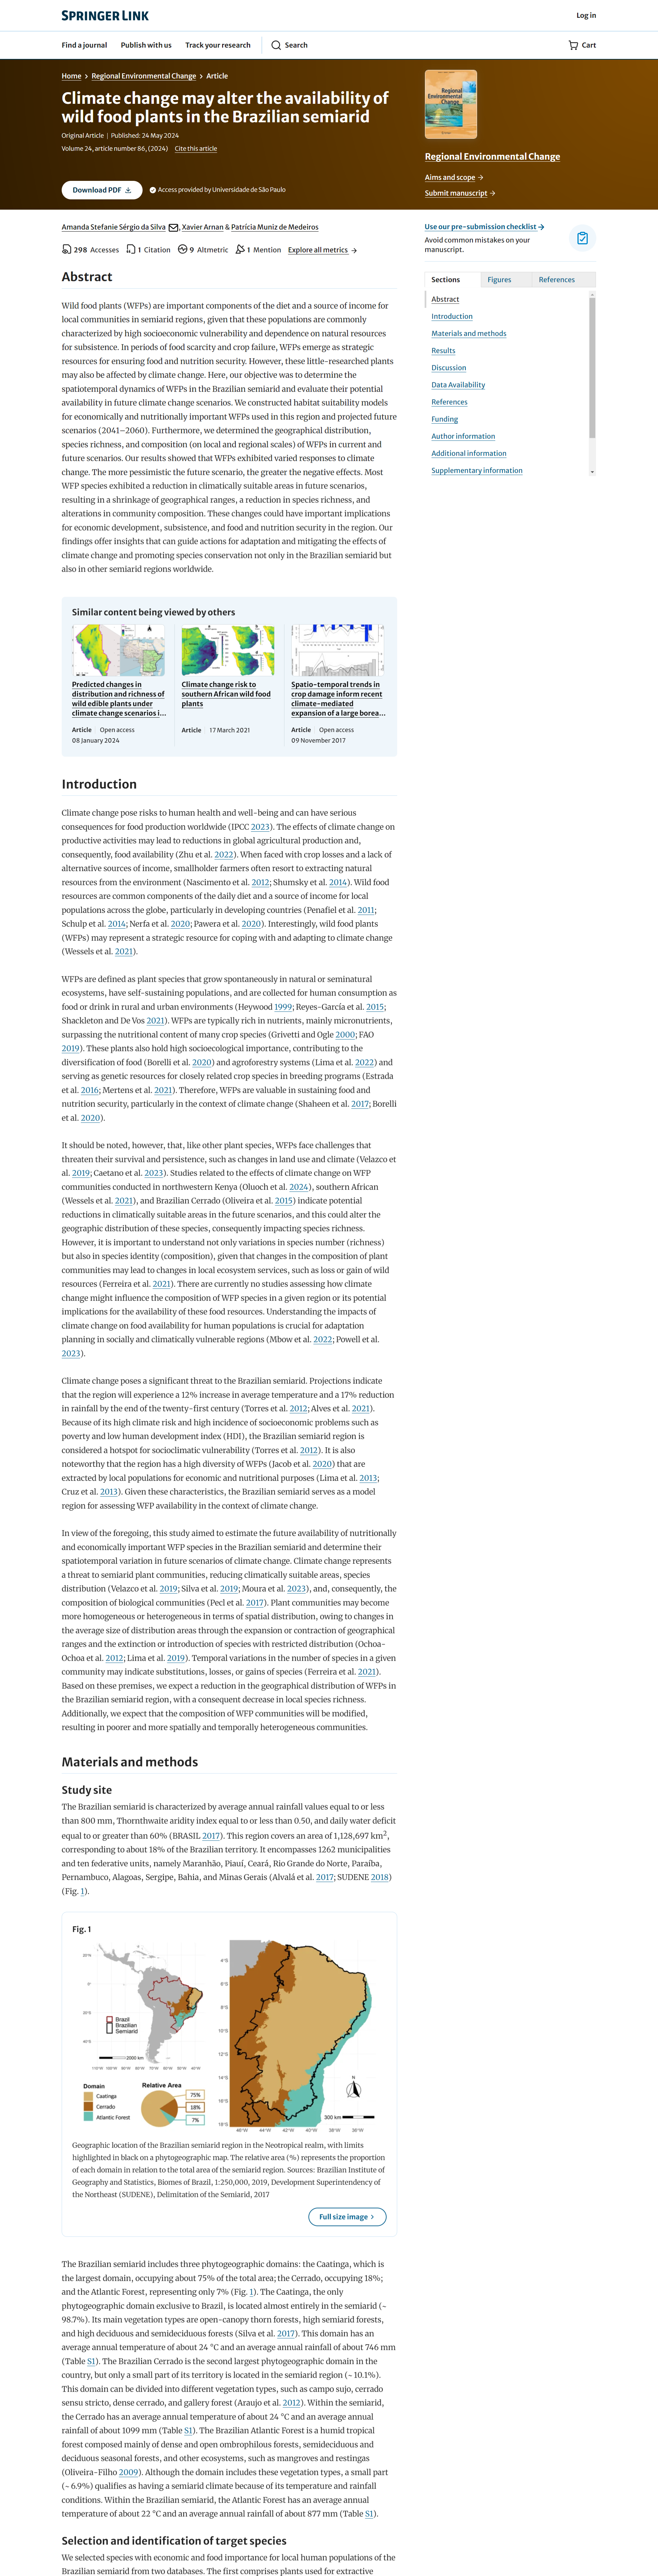 SPRINGER LINK
Log in
Find a journal Publish with us Track your research Search
Cart
Home > Regional Environmental Change > Article
Climate change may alter the availability of
wild food plants in the Brazilian semiarid
Original Article | Published: 24 May 2024
Volume 24, article number 86, (2024) Cite this article
Download PDF
Access provided by Universidade de São Paulo
Regional Environmental Change
Aims and scope →
Submit manuscript →
Amanda Stefanie Sérgio da Silva, Xavier Arnan & Patrícia Muniz de Medeiros
298 Accesses 1 Citation 9 Altmetric 1 Mention Explore all metrics →
Use our pre-submission checklist →
Avoid common mistakes on your
manuscript.
Sections Figures References
Abstract
Introduction
Materials and methods
Results
Discussion
Data Availability
References
Funding
Author information
Additional information
Supplementary information
Abstract
Wild food plants (WFPs) are important components of the diet and a source of income for
local communities in semiarid regions, given that these populations are commonly
characterized by high socioeconomic vulnerability and dependence on natural resources
for subsistence. In periods of food scarcity and crop failure, WFPs emerge as strategic
resources for ensuring food and nutrition security. However, these little-researched plants
may also be affected by climate change. Here, our objective was to determine the
spatiotemporal dynamics of WFPs in the Brazilian semiarid and evaluate their potential
availability in future climate change scenarios. We constructed habitat suitability models
for economically and nutritionally important WFPs used in this region and projected future
scenarios (2041–2060). Furthermore, we determined the geographical distribution,
species richness, and composition (on local and regional scales) of WFPs in current and
future scenarios. Our results showed that WFPs exhibited varied responses to climate
change. The more pessimistic the future scenario, the greater the negative effects. Most
WFP species exhibited a reduction in climatically suitable areas in future scenarios,
resulting in a shrinkage of geographical ranges, a reduction in species richness, and
alterations in community composition. These changes could have important implications
for economic development, subsistence, and food and nutrition security in the region. Our
findings offer insights that can guide actions for adaptation and mitigating the effects of
climate change and species conservation not only in the Brazilian semiarid but
also in other semiarid regions worldwide.
Similar content being viewed by others
Predicted changes in
distribution and richness of
wild edible plants under
climate change scenarios i...
Article Open access
08 January 2024
Climate change risk to
southern African wild food
plants
Article 17 March 2021
Spatio-temporal trends in
crop damage inform recent
climate-mediated
expansion of a large borea...
Article Open access
09 November 2017
Introduction
Climate change pose risks to human health and well-being and can have serious
consequences for food production worldwide (IPCC 2023). The effects of climate change on
productive activities may lead to reductions in global agricultural production and,
consequently, food availability (Zhu et al. 2022). When faced with crop losses and a lack of
alternative sources of income, smallholder farmers often resort to extracting natural
resources from the environment (Nascimento et al. 2012; Shumsky et al. 2014). Wild food
resources are common components of the daily diet and a source of income for local
populations across the globe, particularly in developing countries (Penafiel et al. 2011;
Schulp et al. 2014; Nerfa et al. 2020; Pawera et al. 2020). Interestingly, wild food plants
(WFPs) may represent a strategic resource for coping with and adapting to climate change
(Wessels et al. 2021).
WFPs are defined as plant species that grow spontaneously in natural or seminatural
ecosystems, have self-sustaining populations, and are collected for human consumption as
food or drink in rural and urban environments (Heywood 1999; Reyes-García et al. 2015;
Shackleton and De Vos 2021). WFPs are typically rich in nutrients, mainly micronutrients,
surpassing the nutritional content of many crop species (Grivetti and Ogle 2000; FAO
2019). These plants also hold high socioecological importance, contributing to the
diversification of food (Borelli et al. 2020) and agroforestry systems (Lima et al. 2022) and
serving as genetic resources for closely related crop species in breeding programs (Estrada
et al. 2016; Mertens et al. 2021). Therefore, WFPs are valuable in sustaining food and
nutrition security, particularly in the context of climate change (Shaheen et al. 2017; Borelli
et al. 2020).
It should be noted, however, that, like other plant species, WFPs face challenges that
threaten their survival and persistence, such as changes in land use and climate (Velazco et
al. 2019; Caetano et al. 2023). Studies related to the effects of climate change on WFP
communities conducted in northwestern Kenya (Oluoch et al. 2024), southern African
(Wessels et al. 2021), and Brazilian Cerrado (Oliveira et al. 2015) indicate potential
reductions in climatically suitable areas in the future scenarios, and this could alter the
geographic distribution of these species, consequently impacting species richness.
However, it is important to understand not only variations in species number (richness)
but also in species identity (composition), given that changes in the composition of plant
communities may lead to changes in local ecosystem services, such as loss or gain of wild
resources (Ferreira et al. 2021). There are currently no studies assessing how climate
change might influence the composition of WFP species in a given region or its potential
implications for the availability of these food resources. Understanding the impacts of
climate change on food availability for human populations is crucial for adaptation
planning in socially and climatically vulnerable regions (Mbow et al. 2022; Powell et al.
2023).
Climate change poses a significant threat to the Brazilian semiarid. Projections indicate
that the region will experience a 12% increase in average temperature and a 17% reduction
in rainfall by the end of the twenty-first century (Torres et al. 2012; Alves et al. 2021).
Because of its high climate risk and high incidence of socioeconomic problems such as
poverty and low human development index (HDI), the Brazilian semiarid region is
considered a hotspot for socioclimatic vulnerability (Torres et al. 2012). It is also
noteworthy that the region has a high diversity of WFPs (Jacob et al. 2020) that are
extracted by local populations for economic and nutritional purposes (Lima et al. 2013;
Cruz et al. 2013). Given these characteristics, the Brazilian semiarid serves as a model
region for assessing WFP availability in the context of climate change.
In view of the foregoing, this study aimed to estimate the future availability of nutritionally
and economically important WFP species in the Brazilian semiarid and determine their
spatiotemporal variation in future scenarios of climate change. Climate change represents
a threat to semiarid plant communities, reducing climatically suitable areas, species
distribution (Velazco et al. 2019; Silva et al. 2019; Moura et al. 2023), and, consequently, the
composition of biological communities (Pecl et al. 2017). Plant communities may become
more homogeneous or heterogeneous in terms of spatial distribution, owing to changes in
the average size of distribution areas through the expansion or contraction of geographical
ranges and the extinction or introduction of species with restricted distribution (Ochoa-
Ochoa et al. 2012; Lima et al. 2019). Temporal variations in the number of species in a given
community may indicate substitutions, losses, or gains of species (Ferreira et al. 2021).
Based on these premises, we expect a reduction in the geographical distribution of WFPs in
the Brazilian semiarid region, with a consequent decrease in local species richness.
Additionally, we expect that the composition of WFP communities will be modified,
resulting in poorer and more spatially and temporally heterogeneous communities.
Materials and methods
Study site
The Brazilian semiarid is characterized by average annual rainfall values equal to or less
than 800 mm, Thornthwaite aridity index equal to or less than 0.50, and daily water deficit
equal to or greater than 60% (BRASIL 2017). This region covers an area of 1,128,697 km²,
corresponding to about 18% of the Brazilian territory. It encompasses 1262 municipalities
and ten federative units, namely Maranhão, Piauí, Ceará, Rio Grande do Norte, Paraíba,
Pernambuco, Alagoas, Sergipe, Bahia, and Minas Gerais (Alvalá et al. 2017; SUDENE 2018)
(Fig. 1).
Fig. 1
Brazil
Brazilian
Semiarid
2000 km
Domain
Caatinga
Cerrado
Atlantic Forest
Relative Area
75%
18%
7%
N
300 km
Geographic location of the Brazilian semiarid region in the Neotropical realm, with limits
highlighted in black on a phytogeographic map. The relative area (%) represents the proportion
of each domain in relation to the total area of the semiarid region. Sources: Brazilian Institute of
Geography and Statistics, Biomes of Brazil, 1:250,000, 2019, Development Superintendency of
the Northeast (SUDENE), Delimitation of the Semiarid, 2017
Full size image >
The Brazilian semiarid includes three phytogeographic domains: the Caatinga, which is
the largest domain, occupying about 75% of the total area; the Cerrado, occupying 18%;
and the Atlantic Forest, representing only 7% (Fig. 1). The Caatinga, the only
phytogeographic domain exclusive to Brazil, is located almost entirely in the semiarid (~
98.7%). Its main vegetation types are open-canopy thorn forests, high semiarid forests,
and high deciduous and semideciduous forests (Silva et al. 2017). This domain has an
average annual temperature of about 24 °C and an average annual rainfall of about 746 mm
(Table S1). The Brazilian Cerrado is the second largest phytogeographic domain in the
country, but only a small part of its territory is located in the semiarid region (~ 10.1%).
This domain can be divided into different vegetation types, such as campo sujo, cerrado
sensu stricto, dense cerrado, and gallery forest (Araujo et al. 2012). Within the semiarid,
the Cerrado has an average annual temperature of about 24 °C and an average annual
rainfall of about 1099 mm (Table S1). The Brazilian Atlantic Forest is a humid tropical
forest composed mainly of dense and open ombrophilous forests, semideciduous and
deciduous seasonal forests, and other ecosystems, such as mangroves and restingas
(Oliveira-Filho 2009). Although the domain includes these vegetation types, a small part
(~ 6.9%) qualifies as having a semiarid climate because of its temperature and rainfall
conditions. Within the Brazilian semiarid, the Atlantic Forest has an average annual
temperature of about 22 °C and an average annual rainfall of about 877 mm (Table S1).
Selection and identification of target species
We selected species with economic and food importance for local human populations of the
Brazilian semiarid from two databases. The first comprises plants used for extractive